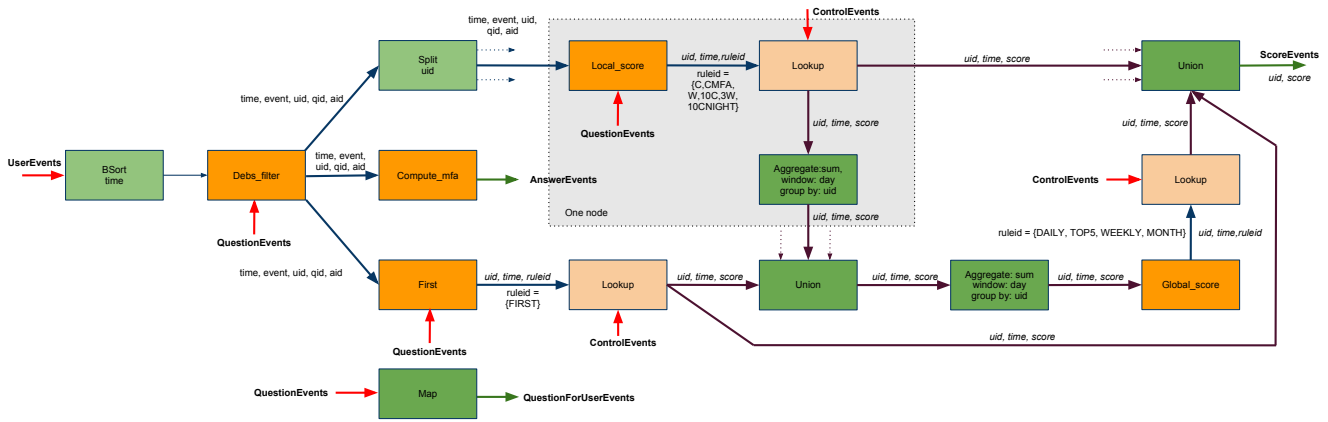 ControlEvents
time, event, uid,
qid, aid
Split
uid
Local_score
uid, time,ruleid
ruleid =
{C,CMFA,
W,10C,3W,
10CNIGHT}
Lookup
uid, time, score
Union
ScoreEvents
uid, score
time, event, uid, qid, aid
QuestionEvents
uid, time, score
uid, time, score
UserEvents
BSort
time
Debs_filter
time, event,
uid, qid, aid
Compute_mfa
AnswerEvents
Aggregate:sum,
window: day
group by: uid
ControlEvents
Lookup
One node
uid, time, score
QuestionEvents
ruleid = {DAILY, TOP5, WEEKLY, MONTH}
uid, time,ruleid
time, event, uid, qid, aid
First
uid, time, ruleid
ruleid =
{FIRST}
Lookup
uid, time, score
Union
uid, time, score
Aggregate: sum
window: day
group by: uid
uid, time, score
Global_score
QuestionEvents
ControlEvents
uid, time, score
QuestionEvents
Map
QuestionForUserEvents